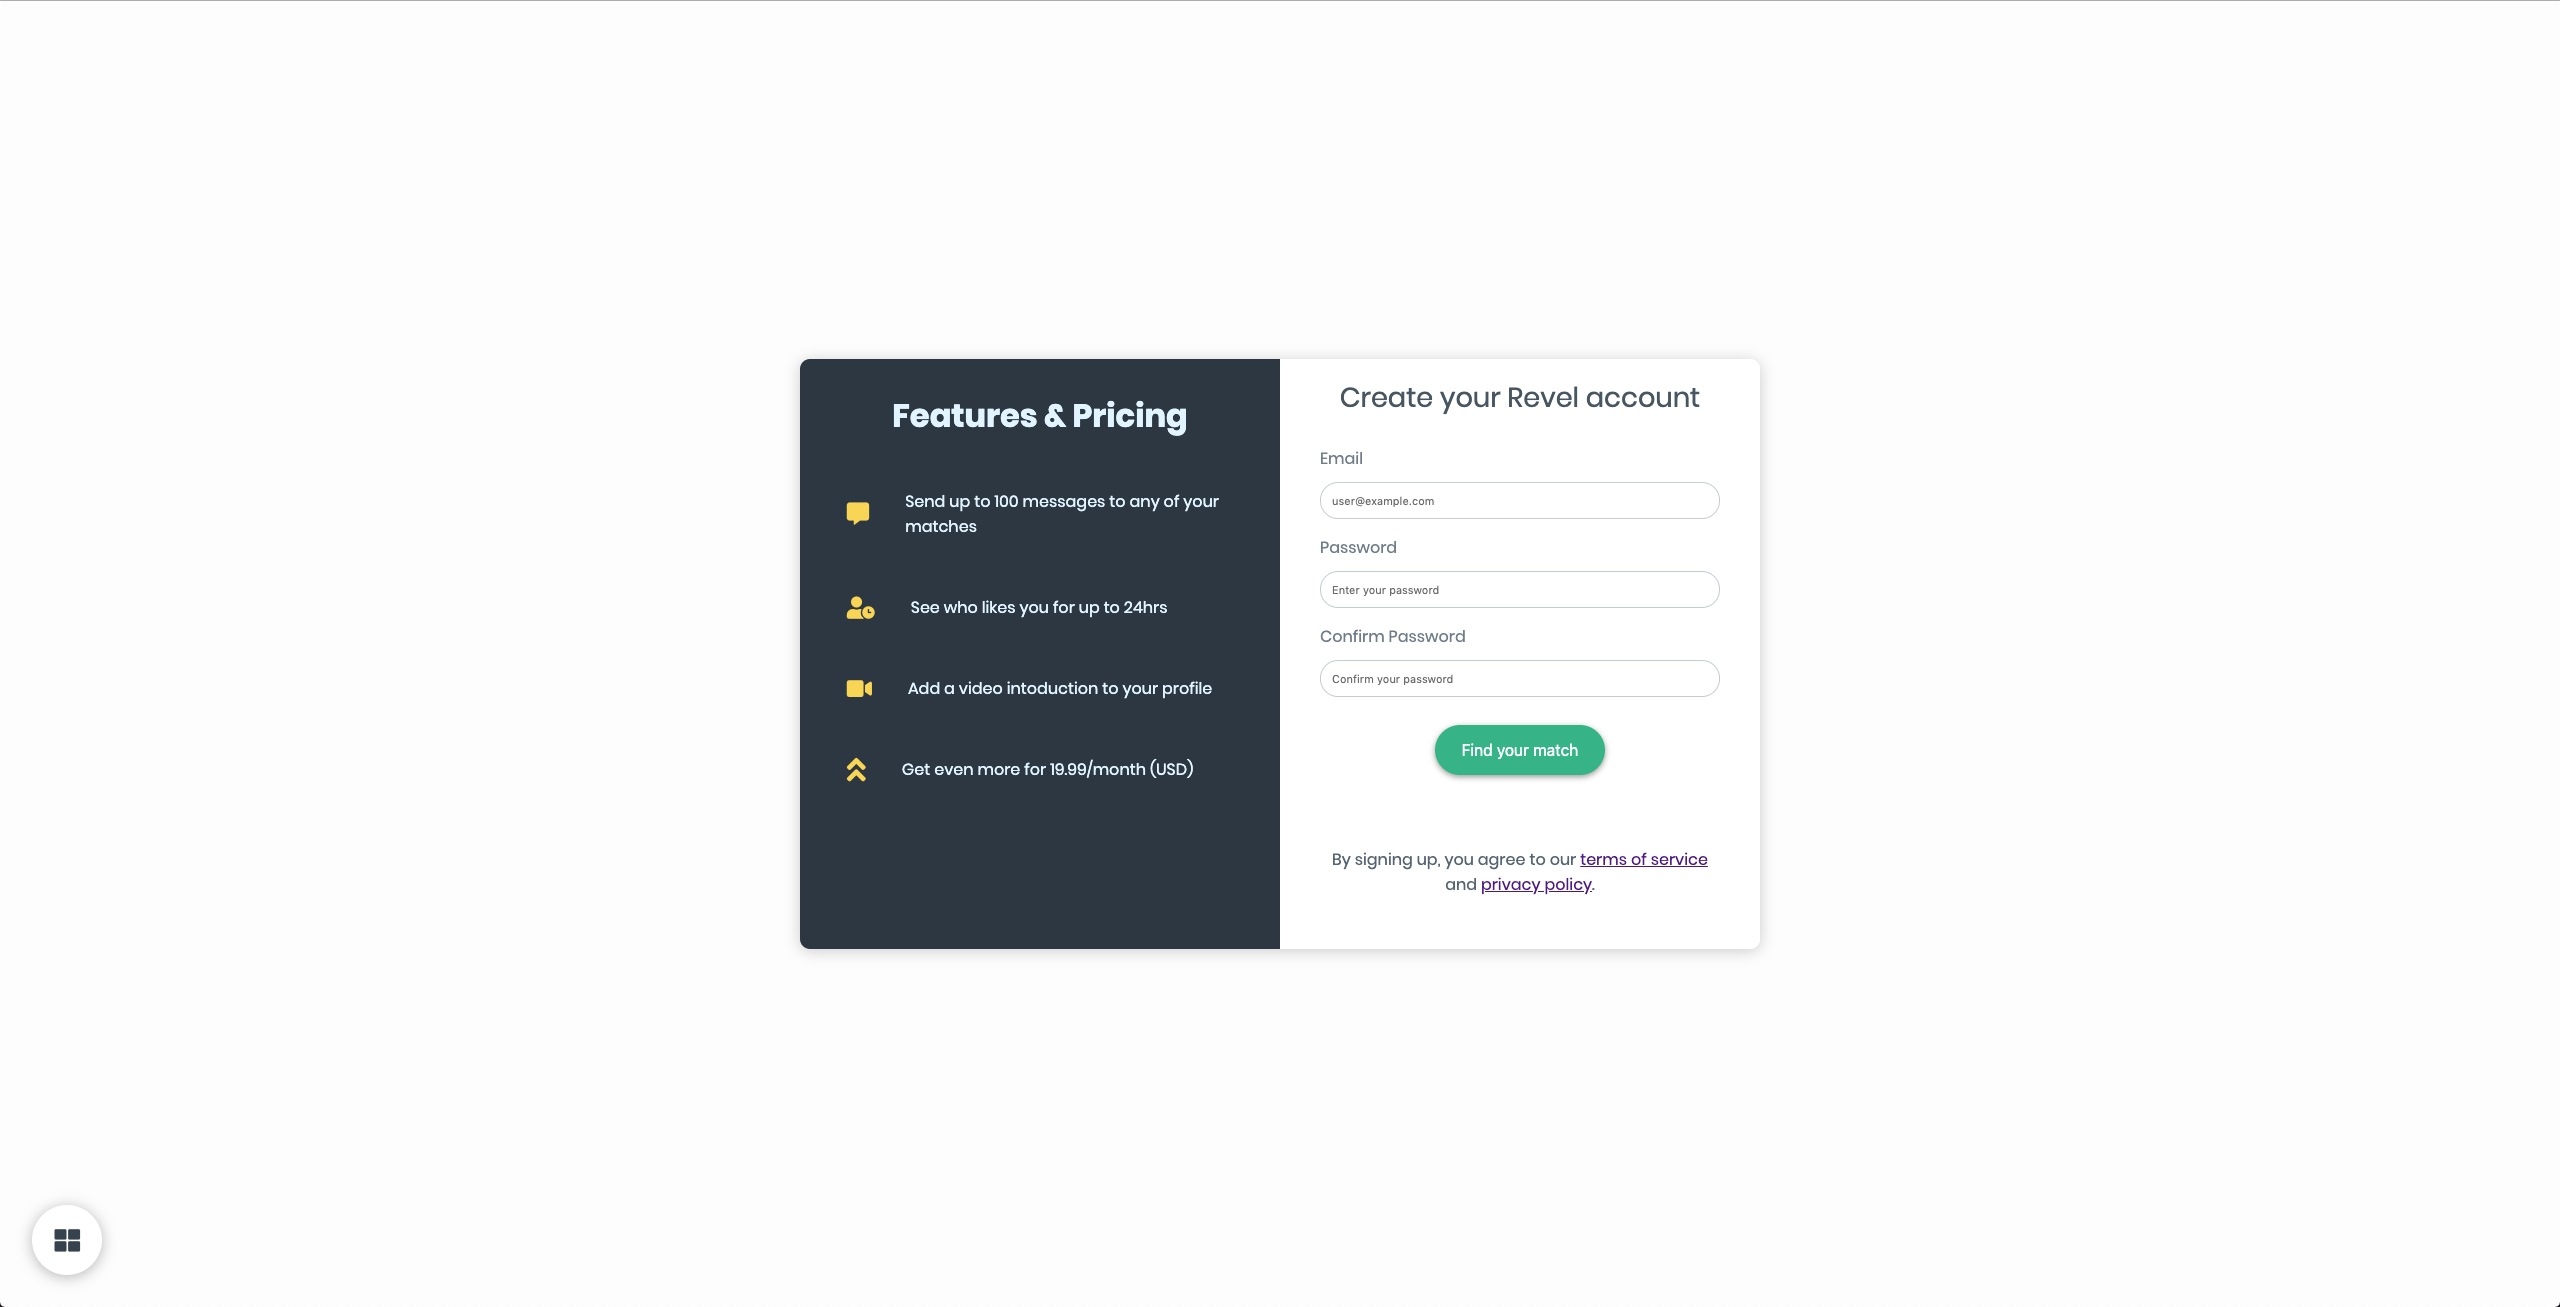 Features & Pricing
Send up to 100 messages to any of your
matches
See who likes you for up to 24hrs
Add a video intoduction to your profile
Get even more for 19.99/month (USD)
Create your Revel account
Email
user@example.com
Password
Enter your password
Confirm Password
Confirm your password
Find your match
By signing up, you agree to our terms of service
and privacy policy.